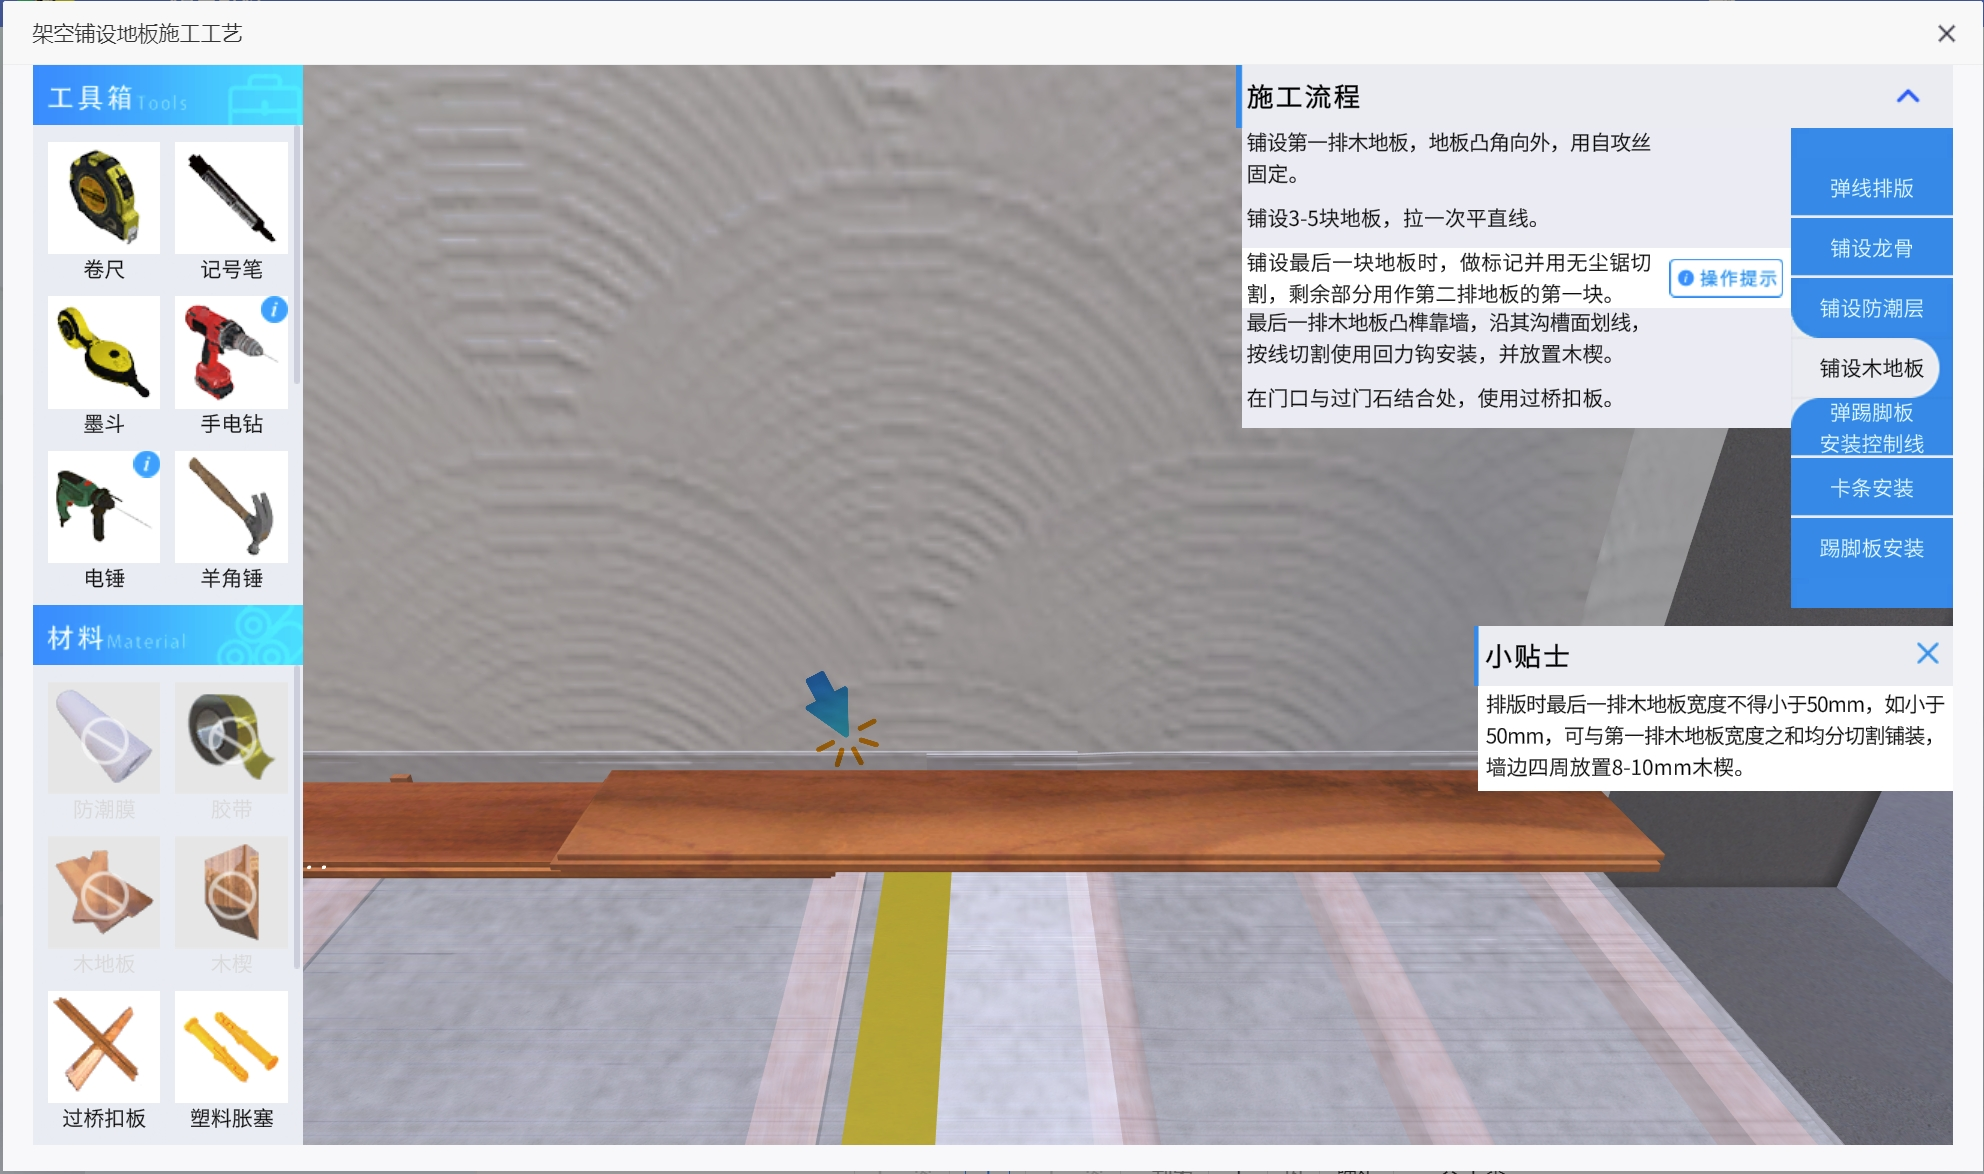 架空铺设地板施工工艺
工具箱 Tools
卷尺
记号笔
墨斗
手电钻
电锤
羊角锤
材料 Material
防潮膜
胶带
木地板
木楔
过桥扣板
塑料胀塞
施工流程
铺设第一排木地板，地板凸角向外，用自攻丝
固定。
铺设3-5块地板，拉一次平直线。
铺设最后一块地板时，做标记并用无尘锯切
割，剩余部分用作第二排地板的第一块。
操作提示
最后一排木地板凸榫靠墙，沿其沟槽面划线，
按线切割使用回力钩安装，并放置木楔。
在门口与过门石结合处，使用过桥扣板。
弹线排版
铺设龙骨
铺设防潮层
铺设木地板
弹踢脚板
安装控制线
卡条安装
踢脚板安装
小贴士
排版时最后一排木地板宽度不得小于50mm，如小于
50mm，可与第一排木地板宽度之和均分切割铺装，
墙边四周放置8-10mm木楔。